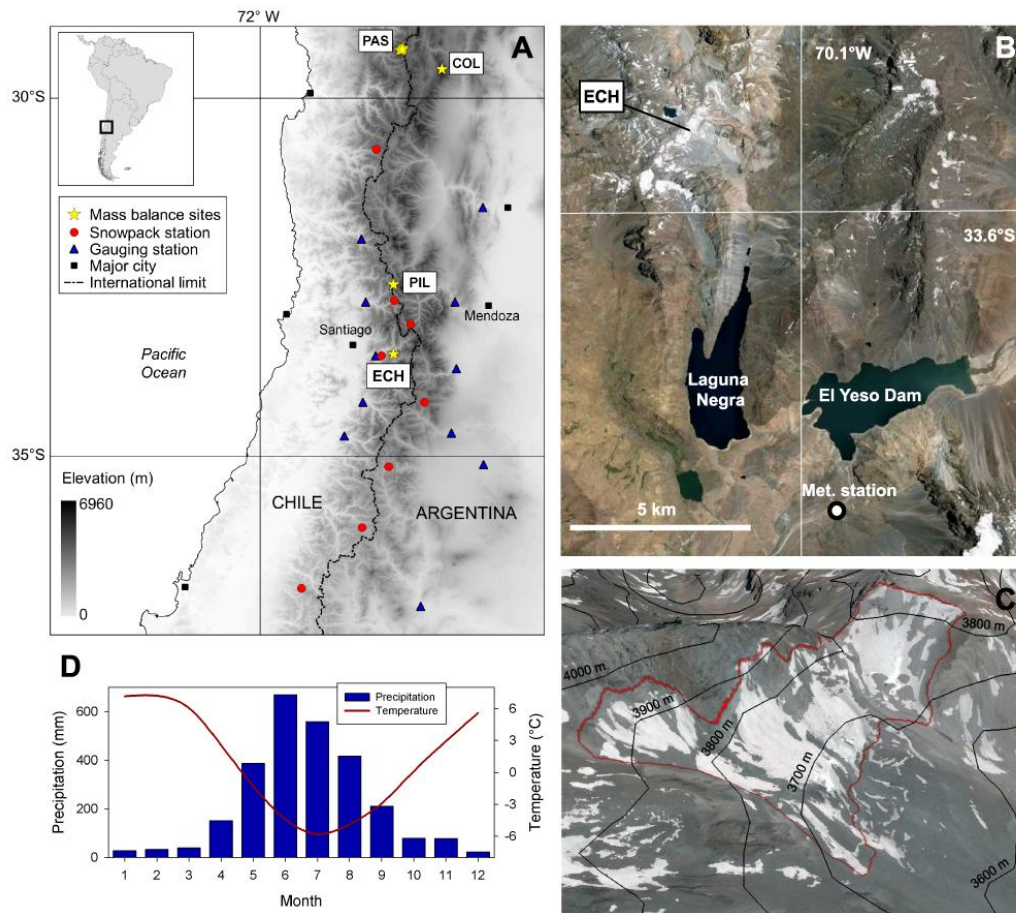 72° W
A
PAS
COL
30°S
Mass balance sites
Snowpack station
Gauging station
Major city
International limit
PIL
Santiago
Mendoza
Pacific
Ocean
ECH
35°S
Elevation (m)
6960
0
CHILE
ARGENTINA
B
70.1°W
ECH
33.6°S
Laguna
Negra
El Yeso Dam
Met. station
5 km
C
3800 m
4000 m
3900 m
3800 m
3700 m
3600 m
D
Precipitation
Temperature
Precipitation (mm)
600
400
200
0
Temperature (°C)
6
3
0
-3
-6
1 2 3 4 5 6 7 8 9 10 11 12
Month